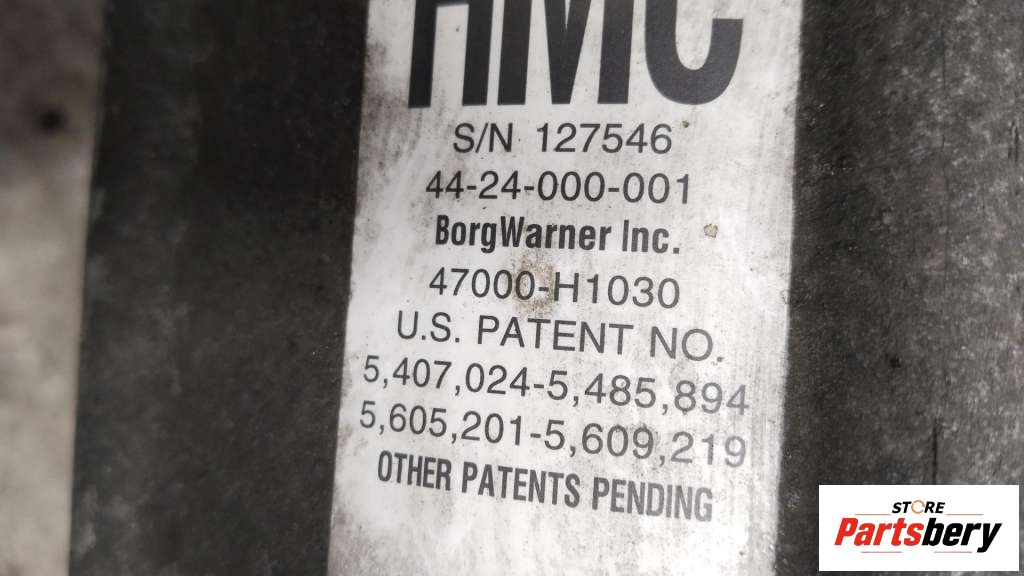 HMC
S/N 127546
44-24-000-001
BorgWarner Inc.
47000-H1030
U.S. PATENT NO.
5,407,024-5,485,894
5,605,201-5,609,219
OTHER PATENTS PENDING
STORE
Partsbery